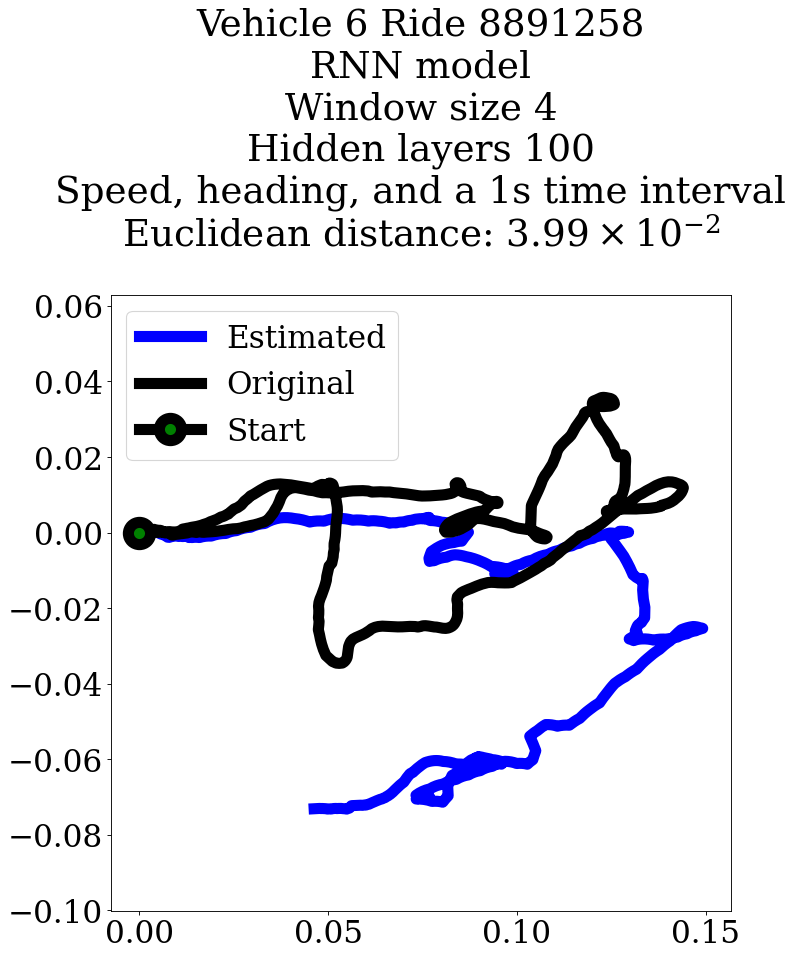 Vehicle 6 Ride 8891258
RNN model
Window size 4
Hidden layers 100
Speed, heading, and a 1s time interval
Euclidean distance: 3.99 × 10⁻²
Estimated
Original
Start
0.06
0.04
0.02
0.00
−0.02
−0.04
−0.06
−0.08
−0.10
0.00 0.05 0.10 0.15